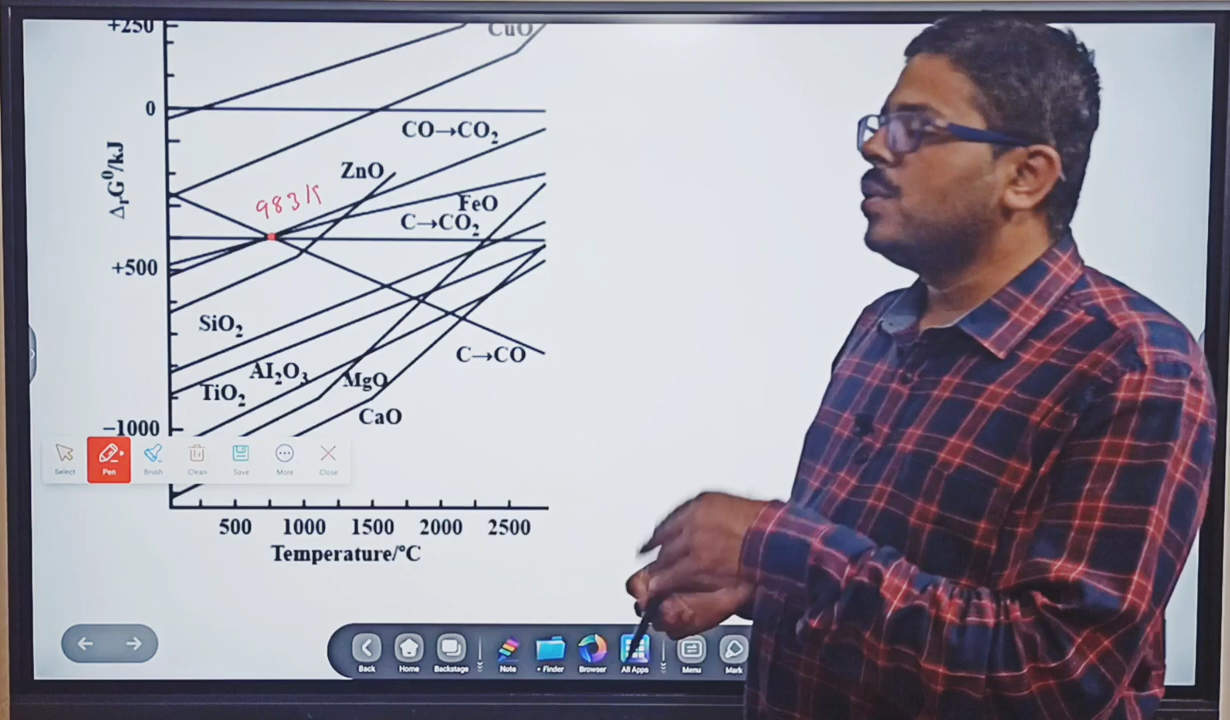 +250
CuO
0
CO→CO₂
ZnO
983K
FeO
C→CO₂
ΔᵣG⁰/kJ
+500
SiO₂
C→CO
Al₂O₃
MgO
TiO₂
CaO
−1000
Select Pen Brush Clean Save More Close
500 1000 1500 2000 2500
Temperature/°C
Back Home Backstage Note Finder Browser All Apps Menu Mark